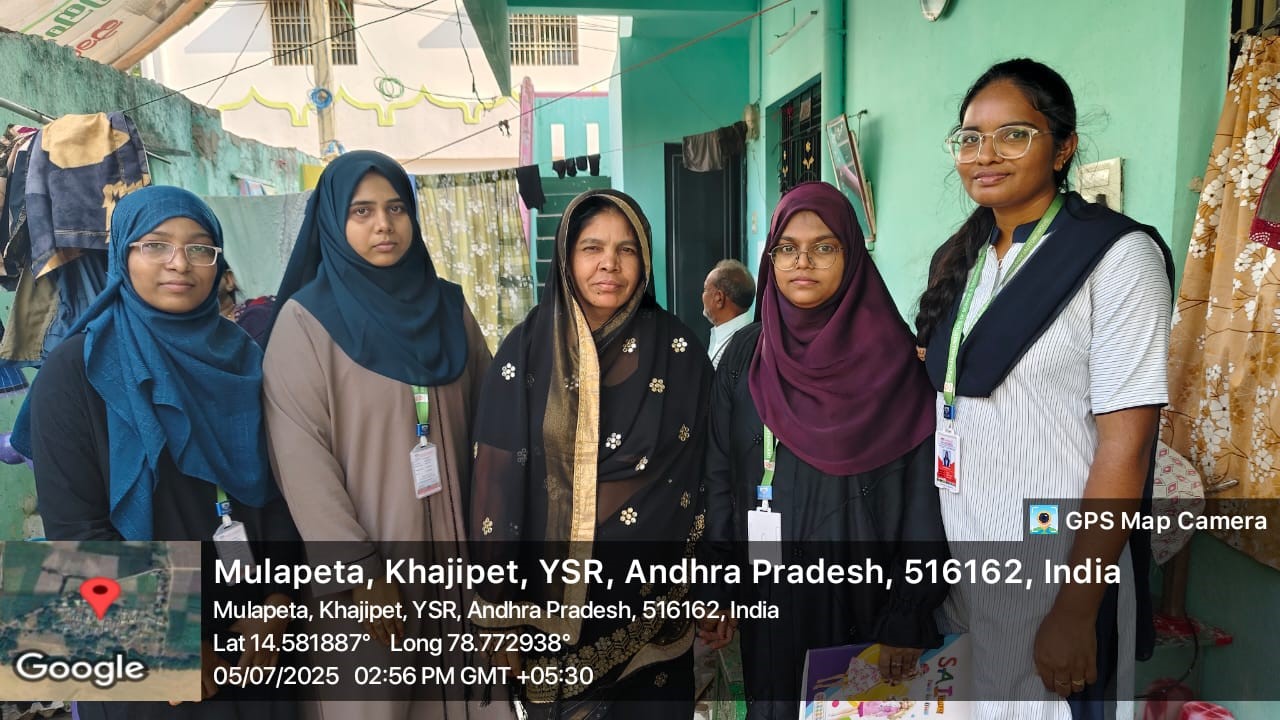 GPS Map Camera
Mulapeta, Khajipet, YSR, Andhra Pradesh, 516162, India
Mulapeta, Khajipet, YSR, Andhra Pradesh, 516162, India
Lat 14.581887° Long 78.772938°
05/07/2025 02:56 PM GMT +05:30
Google